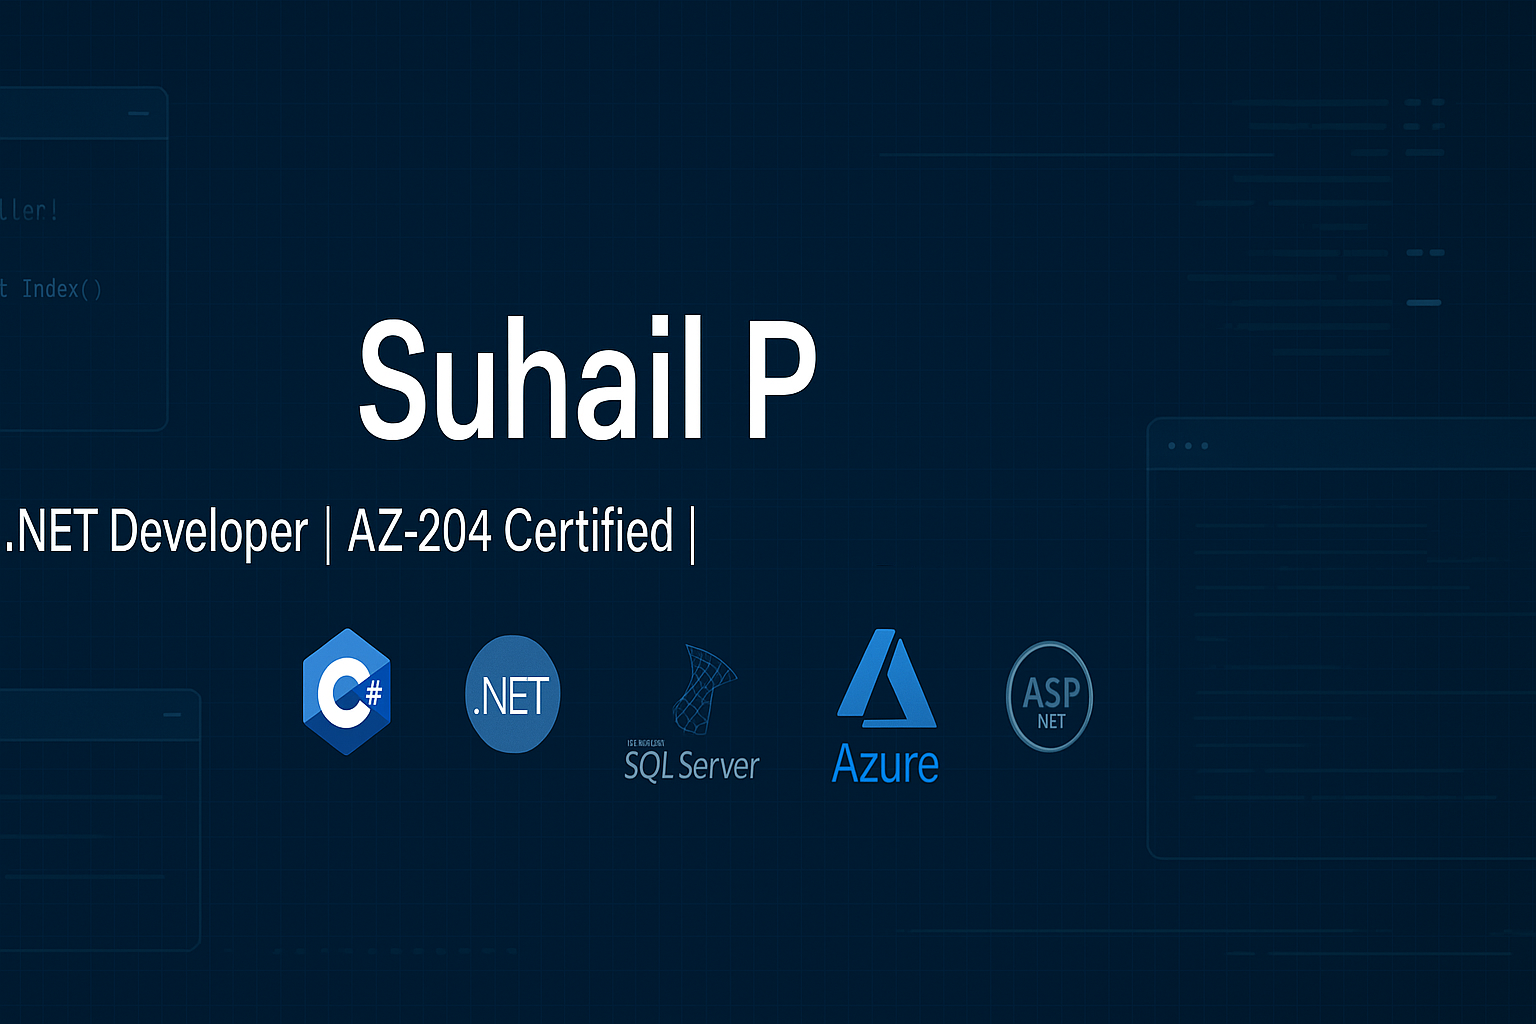 ller!
t Index()
Suhail P
.NET Developer | AZ-204 Certified |
C#
.NET
SQL Server
Azure
ASP
NET